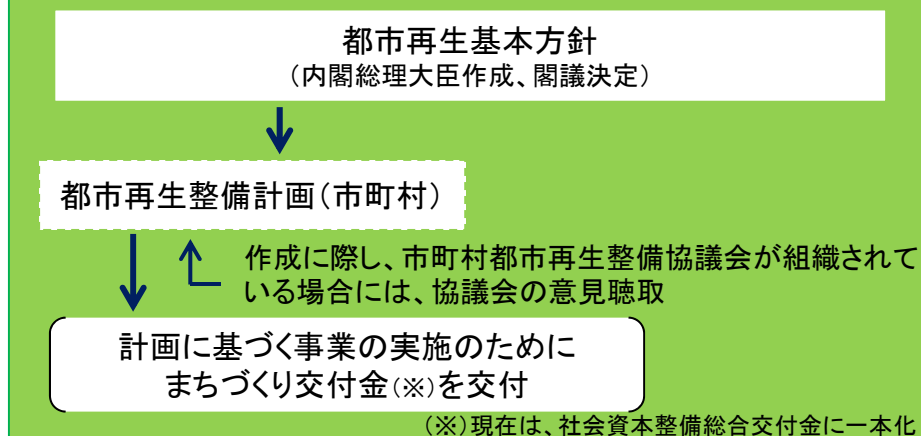 都市再生基本方針
（内閣総理大臣作成、閣議決定）
都市再生整備計画（市町村）
作成に際し、市町村都市再生整備協議会が組織されて
いる場合には、協議会の意見聴取
計画に基づく事業の実施のために
まちづくり交付金（※）を交付
（※）現在は、社会資本整備総合交付金に一本化